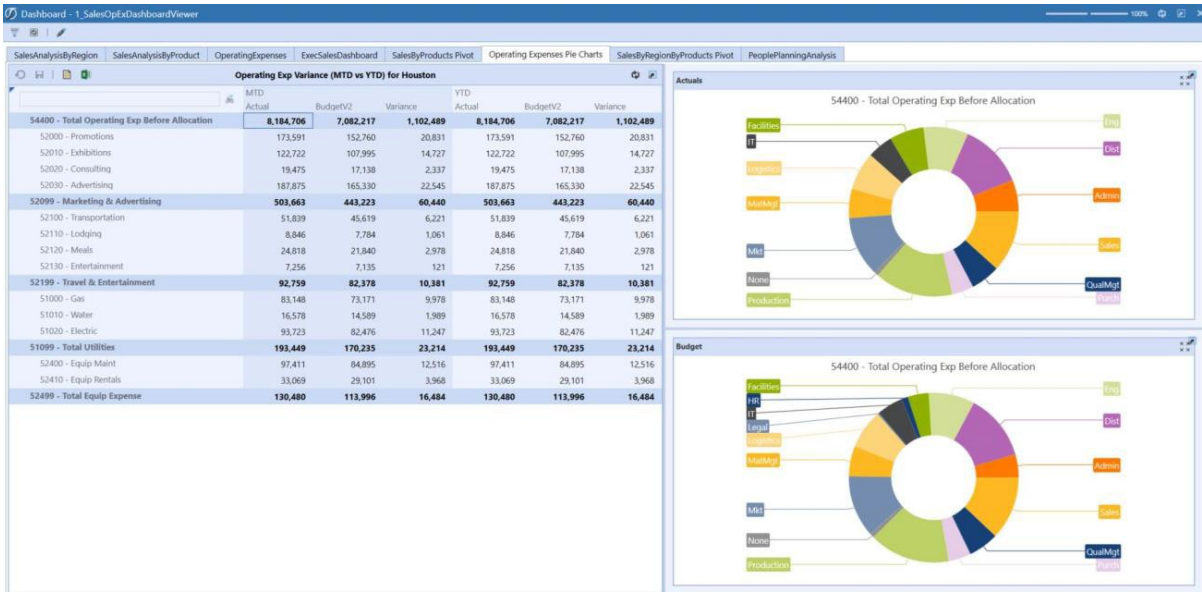 Dashboard - 1_SalesOpExDashboardViewer
100%
SalesAnalysisByRegion SalesAnalysisByProduct OperatingExpenses ExecSalesDashboard SalesByProducts Pivot Operating Expenses Pie Charts SalesByRegionByProducts Pivot PeoplePlanningAnalysis
Operating Exp Variance (MTD vs YTD) for Houston
MTD YTD
Actual BudgetV2 Variance Actual BudgetV2 Variance
54400 - Total Operating Exp Before Allocation 8,184,706 7,082,217 1,102,489 8,184,706 7,082,217 1,102,489
52000 - Promotions 173,591 152,760 20,831 173,591 152,760 20,831
52010 - Exhibitions 122,722 107,995 14,727 122,722 107,995 14,727
52020 - Consulting 19,475 17,138 2,337 19,475 17,138 2,337
52030 - Advertising 187,875 165,330 22,545 187,875 165,330 22,545
52099 - Marketing & Advertising 503,663 443,223 60,440 503,663 443,223 60,440
52100 - Transportation 51,839 45,619 6,221 51,839 45,619 6,221
52110 - Lodging 8,846 7,784 1,061 8,846 7,784 1,061
52120 - Meals 24,818 21,840 2,978 24,818 21,840 2,978
52130 - Entertainment 7,256 7,135 121 7,256 7,135 121
52199 - Travel & Entertainment 92,759 82,378 10,381 92,759 82,378 10,381
51000 - Gas 83,148 73,171 9,978 83,148 73,171 9,978
51010 - Water 16,578 14,589 1,989 16,578 14,589 1,989
51020 - Electric 93,723 82,476 11,247 93,723 82,476 11,247
51099 - Total Utilities 193,449 170,235 23,214 193,449 170,235 23,214
52400 - Equip Maint 97,411 84,895 12,516 97,411 84,895 12,516
52410 - Equip Rentals 33,069 29,101 3,968 33,069 29,101 3,968
52499 - Total Equip Expense 130,480 113,996 16,484 130,480 113,996 16,484
Actuals
54400 - Total Operating Exp Before Allocation
Facilities
IT
Logistics
MatMgt
Mkt
None
Production
Eng
Dist
Admin
Sales
QualMgt
Purch
Budget
54400 - Total Operating Exp Before Allocation
Facilities
HR
IT
Legal
Logistics
MatMgt
Mkt
None
Production
Eng
Dist
Admin
Sales
QualMgt
Purch